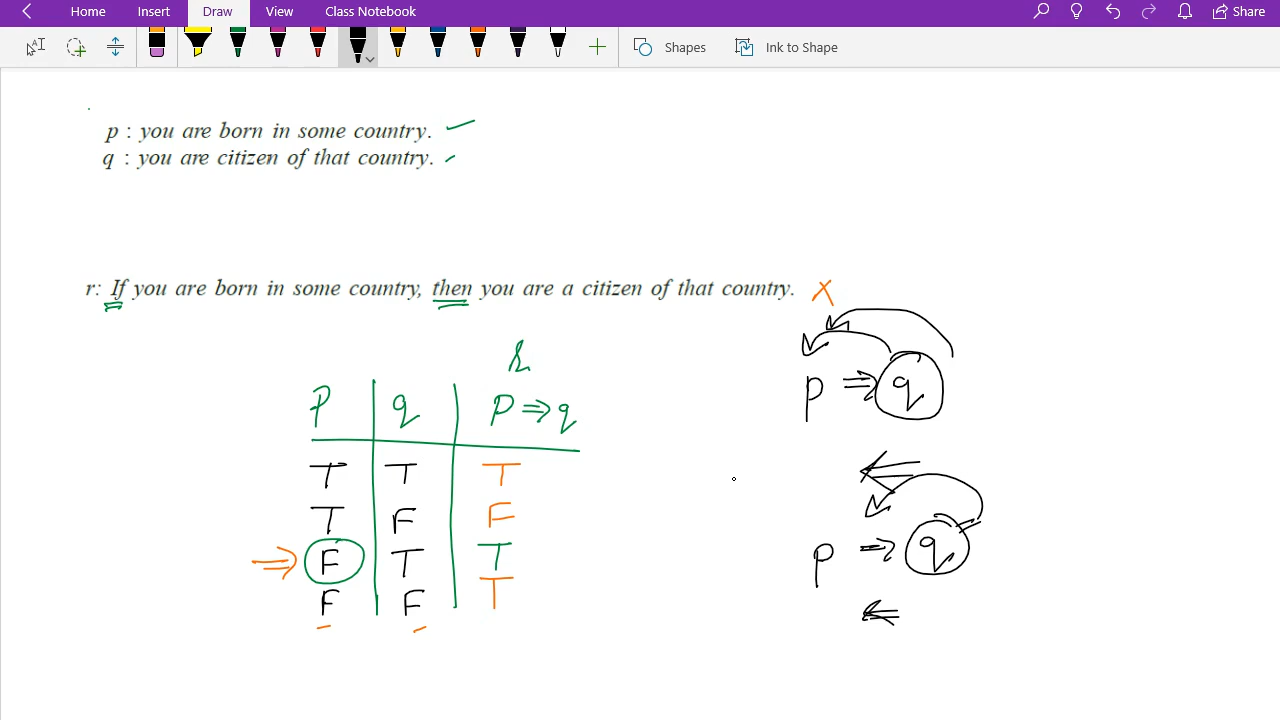 Home Insert Draw View Class Notebook Share
Shapes Ink to Shape
p : you are born in some country.
q : you are citizen of that country.
r: If you are born in some country, then you are a citizen of that country. X
r
P q P ⇒ q
T T T
T F F
⇒ F T T
F F T
p ⇒ q
⇐
p ⇒ q
⇐